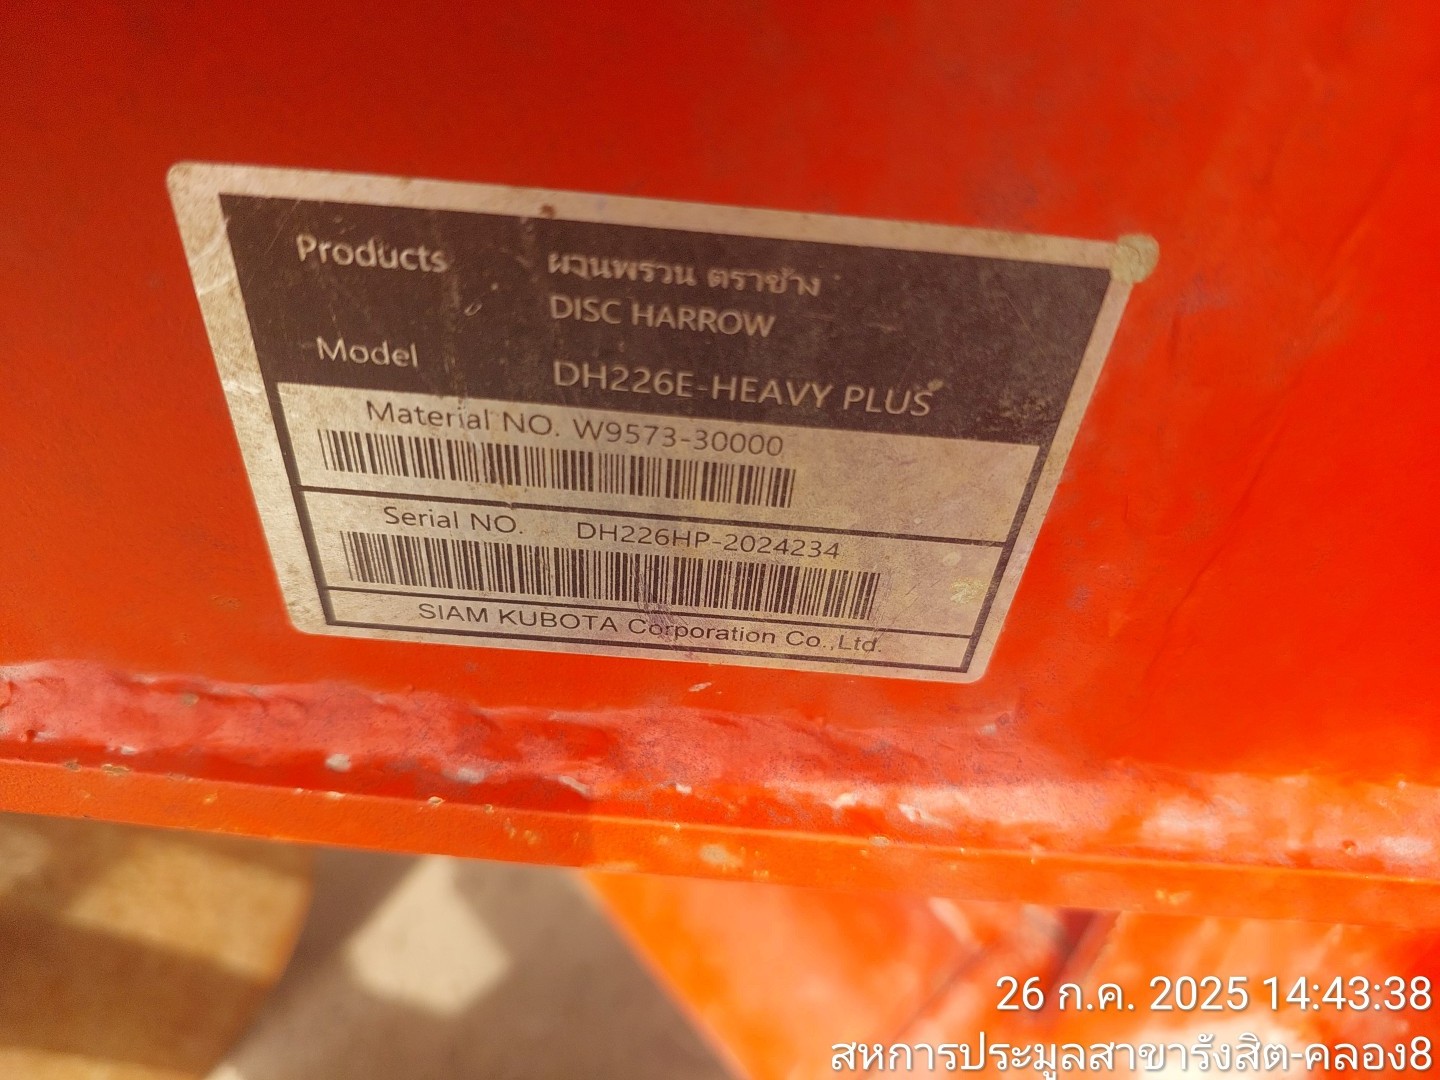 Products ผานพรวน ตราช้าง
DISC HARROW
Model DH226E-HEAVY PLUS
Material NO. W9573-30000
Serial NO. DH226HP-2024234
SIAM KUBOTA Corporation Co.,Ltd.
26 ก.ค. 2025 14:43:38
สหการประมูลสาขารังสิต-คลอง8